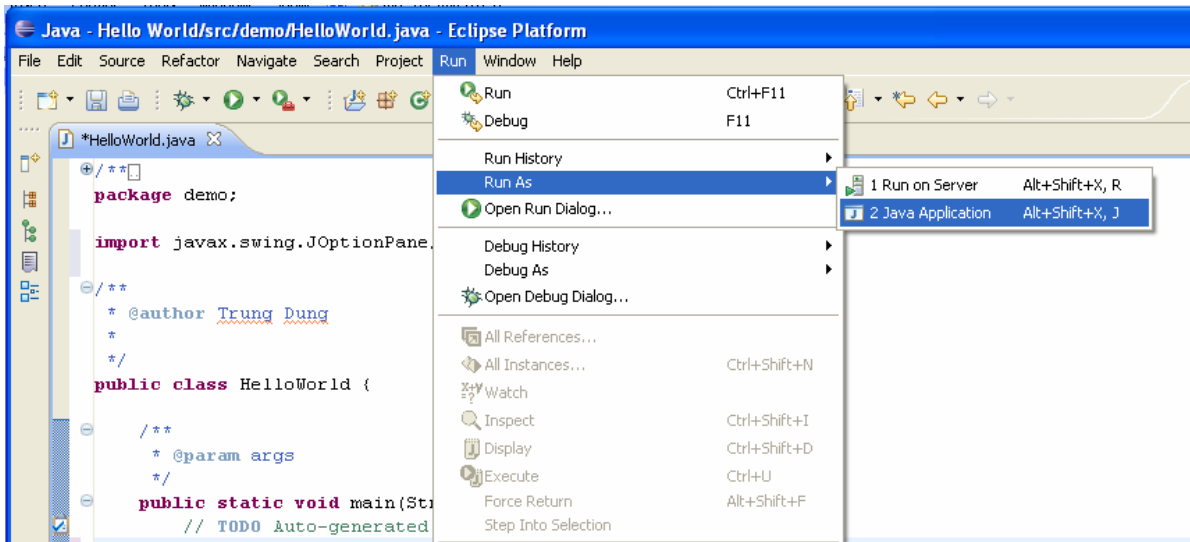 Java - Hello World/src/demo/HelloWorld.java - Eclipse Platform
File Edit Source Refactor Navigate Search Project Run Window Help
*HelloWorld.java
/**
package demo;
import javax.swing.JOptionPane
/**
* @author Trung Dung
*
*/
public class HelloWorld {
/**
* @param args
*/
public static void main(St
// TODO Auto-generated
Run Ctrl+F11
Debug F11
Run History
Run As
Open Run Dialog...
Debug History
Debug As
Open Debug Dialog...
All References...
All Instances... Ctrl+Shift+N
Watch
Inspect Ctrl+Shift+I
Display Ctrl+Shift+D
Execute Ctrl+U
Force Return Alt+Shift+F
Step Into Selection
1 Run on Server Alt+Shift+X, R
2 Java Application Alt+Shift+X, J